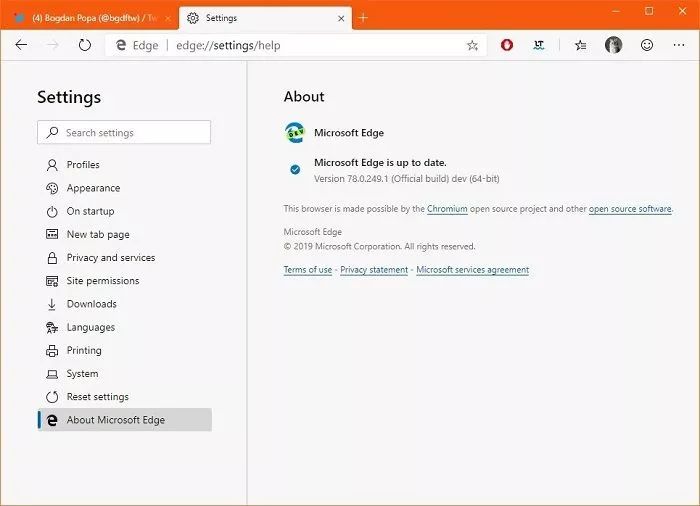 (4) Bogdan Popa (@bgdftw) / Tw
Settings
Edge
edge://settings/help
LT
Settings
Search settings
Profiles
Appearance
On startup
New tab page
Privacy and services
Site permissions
Downloads
Languages
Printing
System
Reset settings
About Microsoft Edge
About
DEV
Microsoft Edge
Microsoft Edge is up to date.
Version 78.0.249.1 (Official build) dev (64-bit)
This browser is made possible by the Chromium open source project and other open source software.
Microsoft Edge
© 2019 Microsoft Corporation. All rights reserved.
Terms of use - Privacy statement - Microsoft services agreement